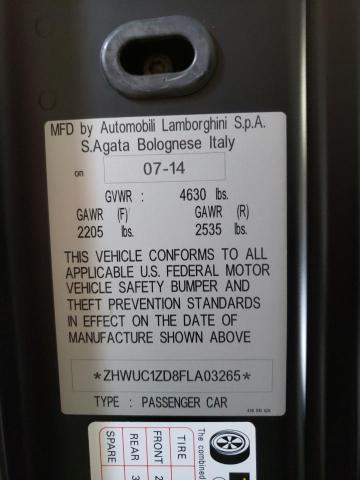 MFD by Automobili Lamborghini S.p.A.
S.Agata Bolognese Italy
on 07-14
GVWR : 4630 lbs.
GAWR (F) GAWR (R)
2205 lbs. 2535 lbs.
THIS VEHICLE CONFORMS TO ALL
APPLICABLE U.S. FEDERAL MOTOR
VEHICLE SAFETY BUMPER AND
THEFT PREVENTION STANDARDS
IN EFFECT ON THE DATE OF
MANUFACTURE SHOWN ABOVE
*ZHWUC1ZD8FLA03265*
TYPE : PASSENGER CAR
The combined
TIRE
FRONT 2
REAR 3
SPARE